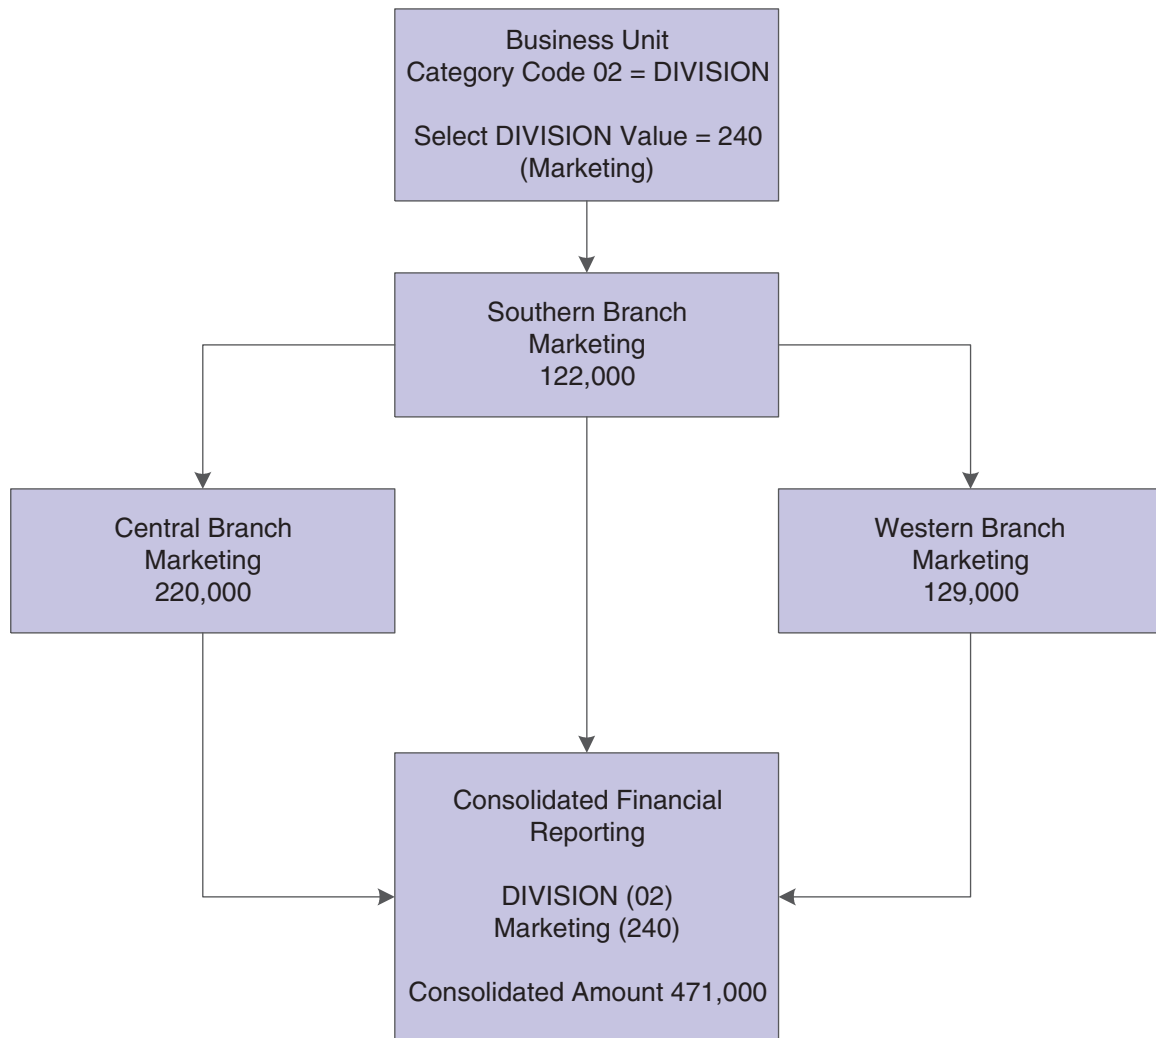 Business Unit
Category Code 02 = DIVISION
Select DIVISION Value = 240
(Marketing)
Southern Branch
Marketing
122,000
Central Branch
Marketing
220,000
Western Branch
Marketing
129,000
Consolidated Financial
Reporting
DIVISION (02)
Marketing (240)
Consolidated Amount 471,000